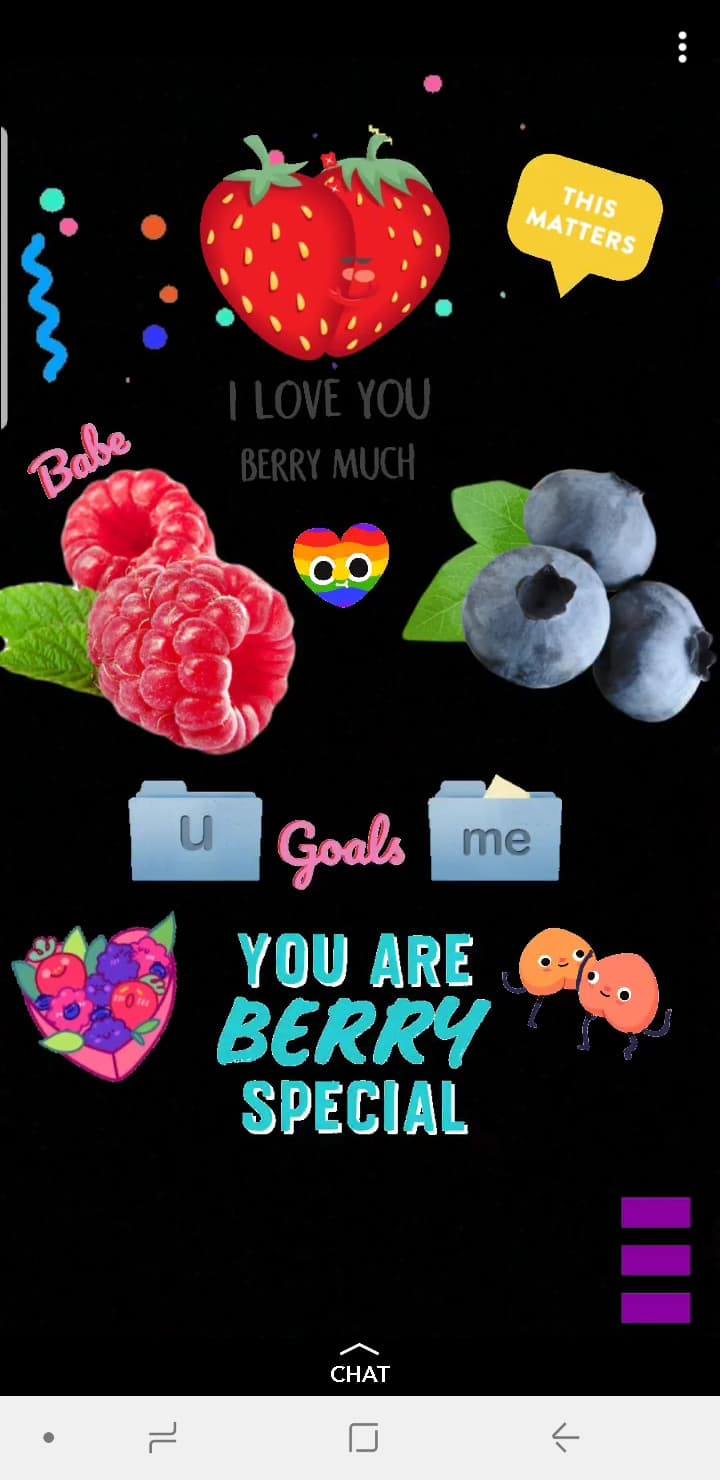 THIS
MATTERS
I LOVE YOU
BERRY MUCH
Babe
u
Goals
me
YOU ARE
BERRY
SPECIAL
CHAT